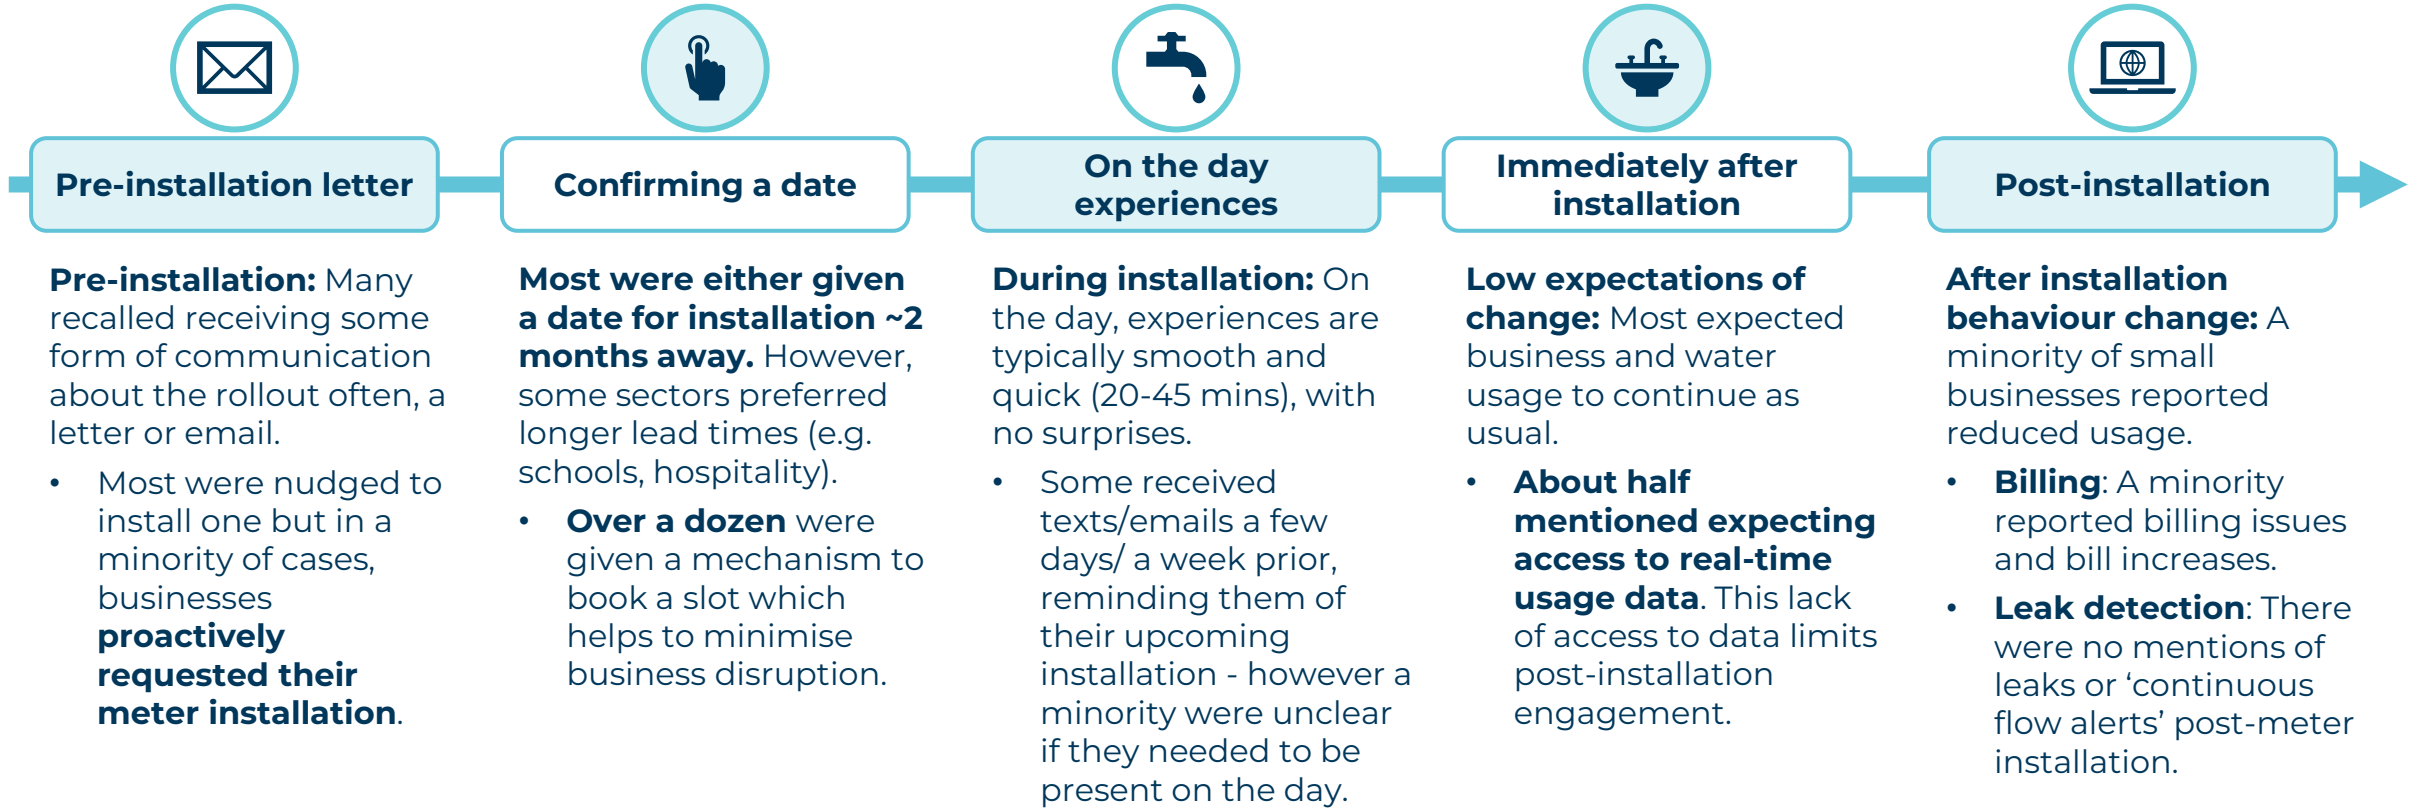 Pre-installation letter
Confirming a date
On the day
experiences
Immediately after
installation
Post-installation
Pre-installation: Many
recalled receiving some
form of communication
about the rollout often, a
letter or email.
• Most were nudged to
install one but in a
minority of cases,
businesses
proactively
requested their
meter installation.
Most were either given
a date for installation ~2
months away. However,
some sectors preferred
longer lead times (e.g.
schools, hospitality).
• Over a dozen were
given a mechanism to
book a slot which
helps to minimise
business disruption.
During installation: On
the day, experiences are
typically smooth and
quick (20-45 mins), with
no surprises.
• Some received
texts/emails a few
days/ a week prior,
reminding them of
their upcoming
installation - however a
minority were unclear
if they needed to be
present on the day.
Low expectations of
change: Most expected
business and water
usage to continue as
usual.
• About half
mentioned expecting
access to real-time
usage data. This lack
of access to data limits
post-installation
engagement.
After installation
behaviour change: A
minority of small
businesses reported
reduced usage.
• Billing: A minority
reported billing issues
and bill increases.
• Leak detection: There
were no mentions of
leaks or ‘continuous
flow alerts’ post-meter
installation.